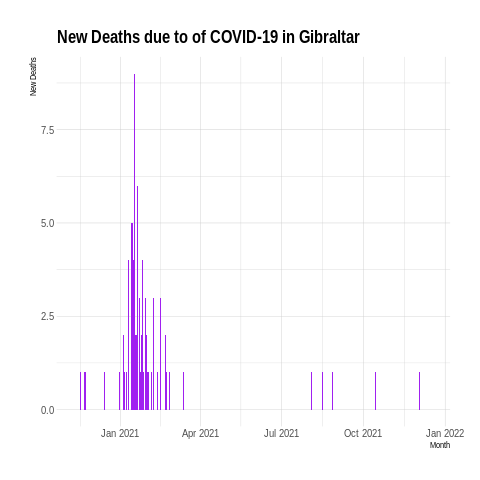 New Deaths due to of COVID-19 in Gibraltar
New Deaths
7.5
5.0
2.5
0.0
Jan 2021 Apr 2021 Jul 2021 Oct 2021 Jan 2022
Month